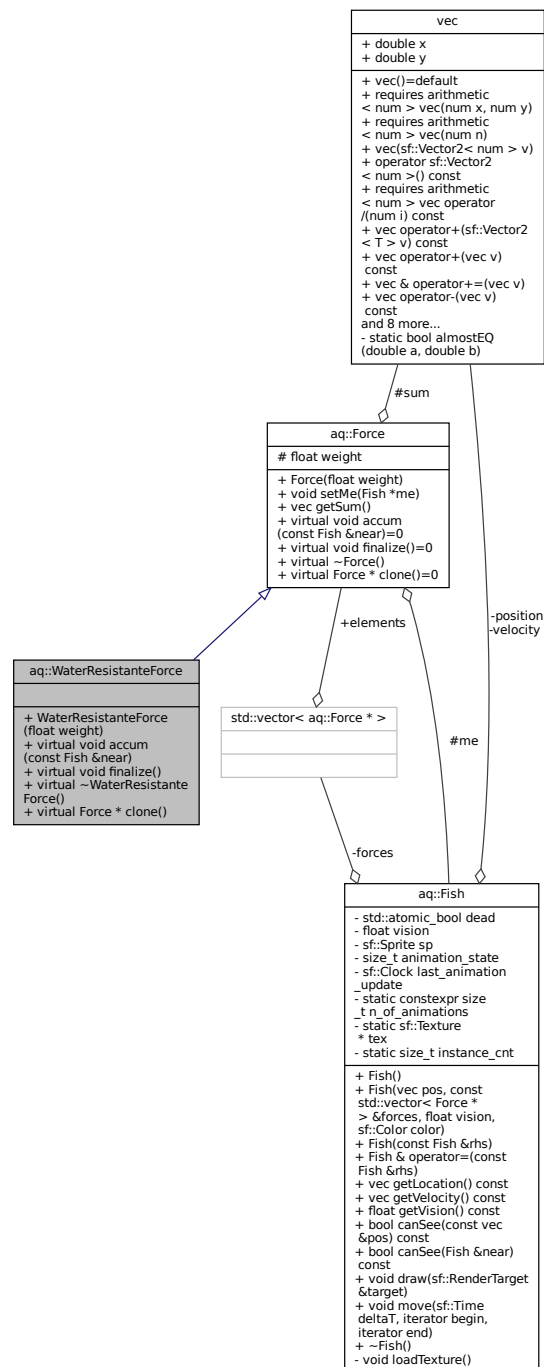 vec
+ double x
+ double y
+ vec()=default
+ requires arithmetic
< num > vec(num x, num y)
+ requires arithmetic
< num > vec(num n)
+ vec(sf::Vector2< num > v)
+ operator sf::Vector2
< num >() const
+ requires arithmetic
< num > vec operator
/(num i) const
+ vec operator+(sf::Vector2
< T > v) const
+ vec operator+(vec v)
const
+ vec & operator+=(vec v)
+ vec operator-(vec v)
const
and 8 more...
- static bool almostEQ
(double a, double b)
#sum
aq::Force
# float weight
+ Force(float weight)
+ void setMe(Fish *me)
+ vec getSum()
+ virtual void accum
(const Fish &near)=0
+ virtual void finalize()=0
+ virtual ~Force()
+ virtual Force * clone()=0
+elements
-position
-velocity
aq::WaterResistanteForce
+ WaterResistanteForce
(float weight)
+ virtual void accum
(const Fish &near)
+ virtual void finalize()
+ virtual ~WaterResistante
Force()
+ virtual Force * clone()
std::vector< aq::Force * >
#me
-forces
aq::Fish
- std::atomic_bool dead
- float vision
- sf::Sprite sp
- size_t animation_state
- sf::Clock last_animation
_update
- static constexpr size
_t n_of_animations
- static sf::Texture
* tex
- static size_t instance_cnt
+ Fish()
+ Fish(vec pos, const
std::vector< Force *
> &forces, float vision,
sf::Color color)
+ Fish(const Fish &rhs)
+ Fish & operator=(const
Fish &rhs)
+ vec getLocation() const
+ vec getVelocity() const
+ float getVision() const
+ bool canSee(const vec
&pos) const
+ bool canSee(Fish &near)
const
+ void draw(sf::RenderTarget
&target)
+ void move(sf::Time
deltaT, iterator begin,
iterator end)
+ ~Fish()
- void loadTexture()